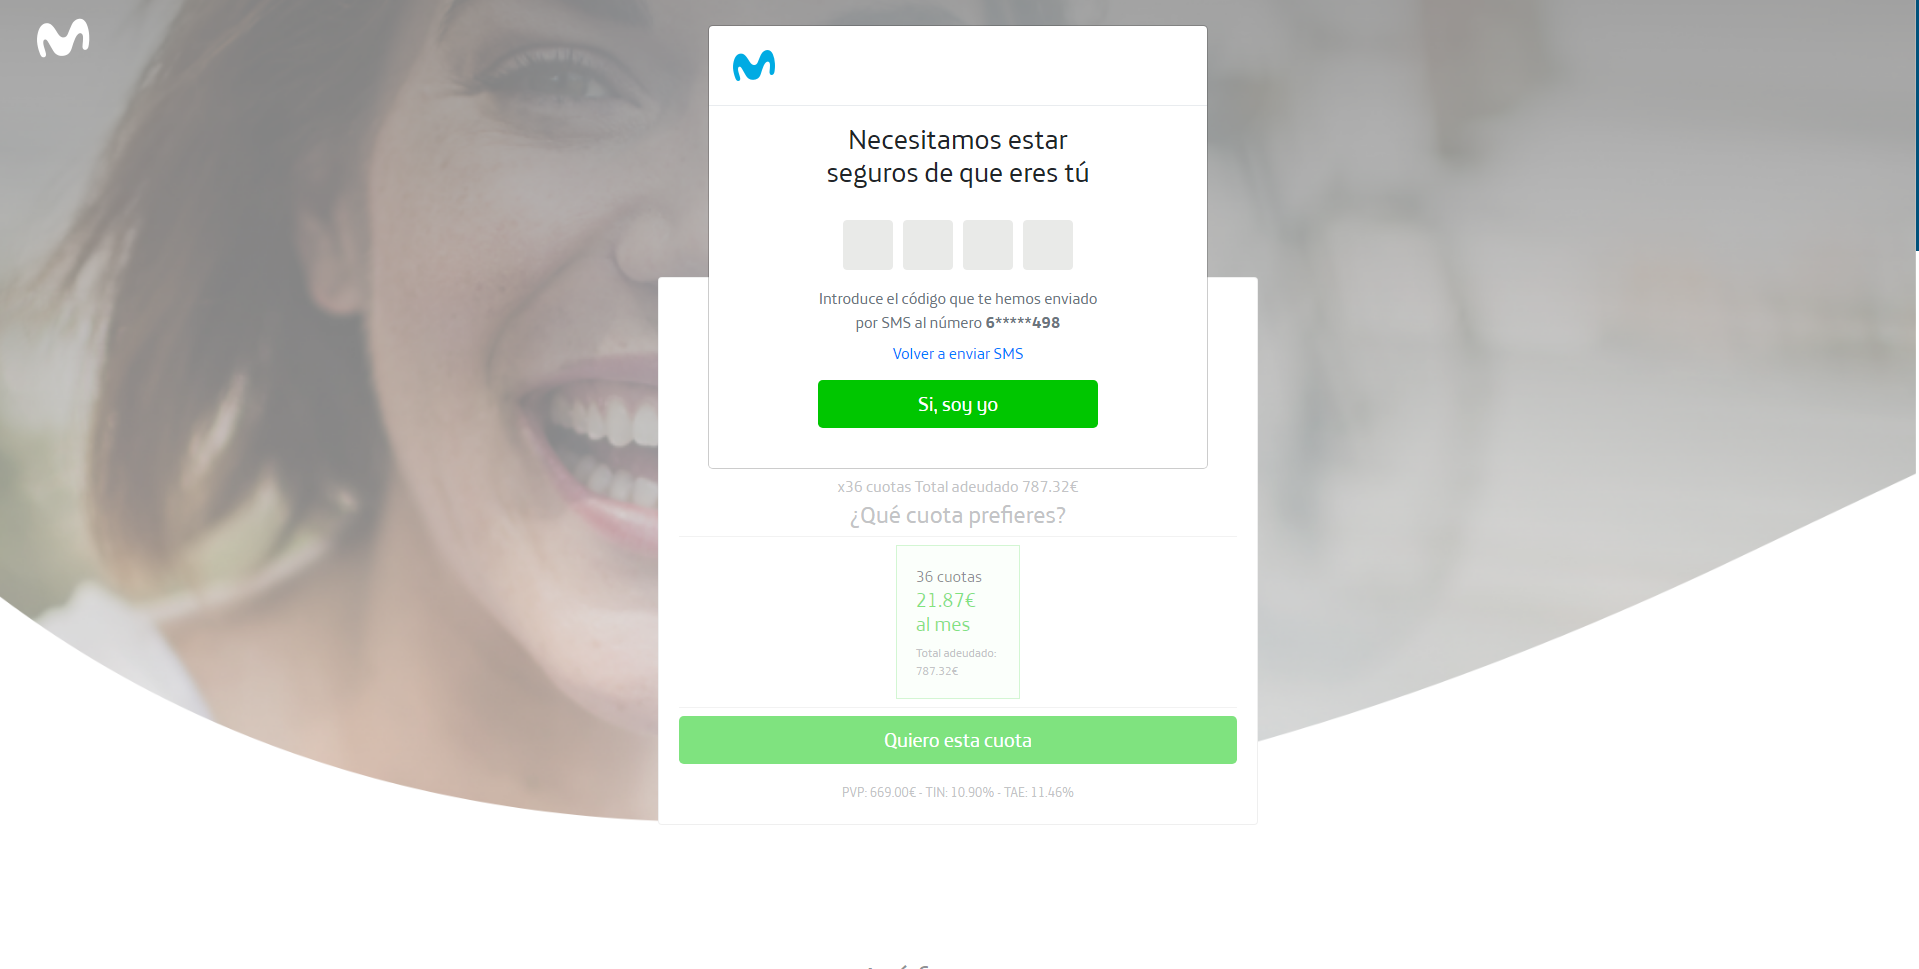 Necesitamos estar
seguros de que eres tú
Introduce el código que te hemos enviado
por SMS al número 6*****498
Volver a enviar SMS
Si, soy yo
x36 cuotas Total adeudado 787.32€
¿Qué cuota prefieres?
36 cuotas
21.87€
al mes
Total adeudado:
787.32€
Quiero esta cuota
PVP: 669.00€ - TIN: 10.90% - TAE: 11.46%